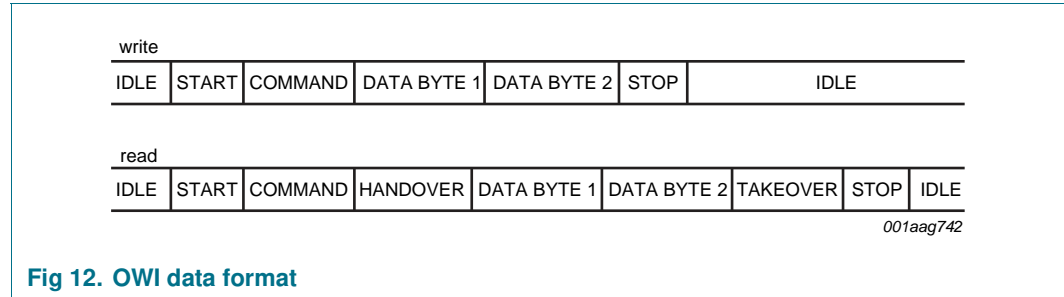 write
IDLE START COMMAND DATA BYTE 1 DATA BYTE 2 STOP IDLE
read
IDLE START COMMAND HANDOVER DATA BYTE 1 DATA BYTE 2 TAKEOVER STOP IDLE
001aag742
Fig 12. OWI data format